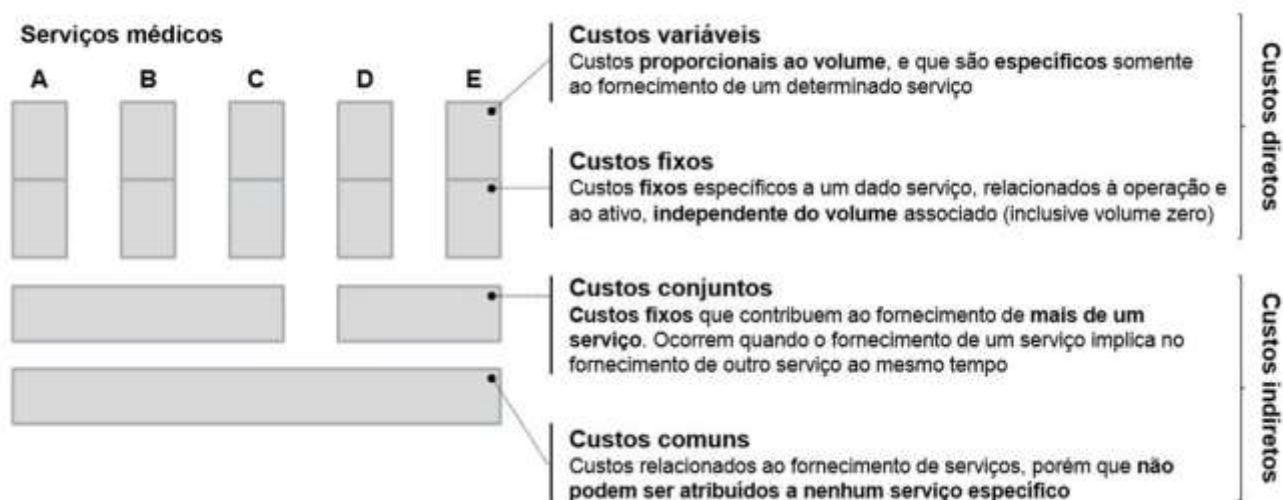 Serviços médicos
A B C D E
Custos variáveis
Custos proporcionais ao volume, e que são específicos somente
ao fornecimento de um determinado serviço
Custos fixos
Custos fixos específicos a um dado serviço, relacionados à operação e
ao ativo, independente do volume associado (inclusive volume zero)
Custos diretos
Custos conjuntos
Custos fixos que contribuem ao fornecimento de mais de um
serviço. Ocorrem quando o fornecimento de um serviço implica no
fornecimento de outro serviço ao mesmo tempo
Custos comuns
Custos relacionados ao fornecimento de serviços, porém que não
podem ser atribuídos a nenhum serviço específico
Custos indiretos